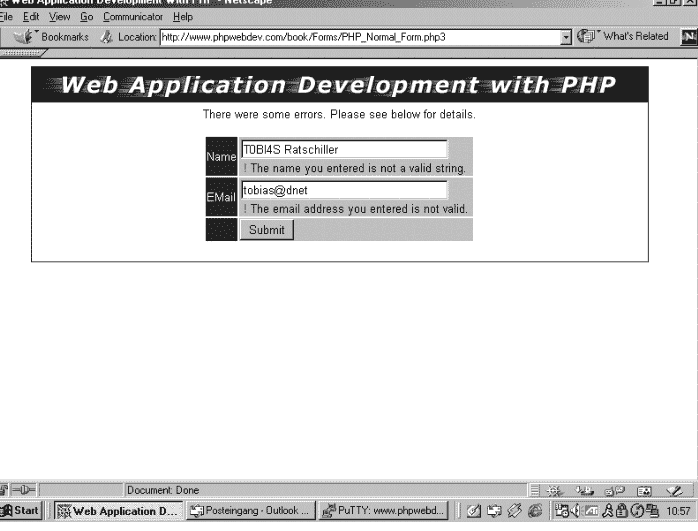 Web Application Development with PHP - Netscape
File Edit View Go Communicator Help
Bookmarks Location: http://www.phpwebdev.com/book/Forms/PHP_Normal_Form.php3 What's Related N
Web Application Development with PHP
There were some errors. Please see below for details.
Name T0BI4S Ratschiller
! The name you entered is not a valid string.
EMail tobias@dnet
! The email address you entered is not valid.
Submit
Document: Done
Start Web Application D... Posteingang - Outlook ... PuTTY: www.phpwebd... 10:57